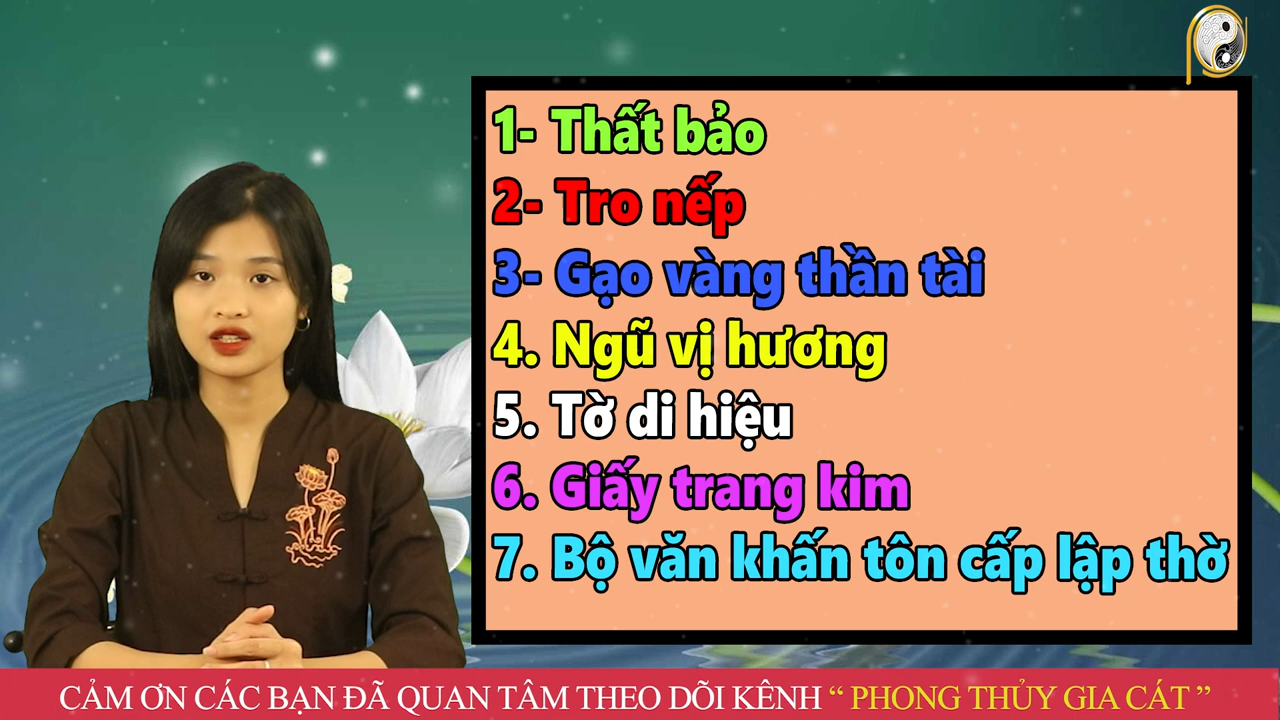 1- Thất bảo
2- Tro nếp
3- Gạo vàng thần tài
4. Ngũ vị hương
5. Tờ di hiệu
6. Giấy trang kim
7. Bộ văn khấn tôn cấp lập thờ
CẢM ƠN CÁC BẠN ĐÃ QUAN TÂM THEO DÕI KÊNH “ PHONG THỦY GIA CÁT ”